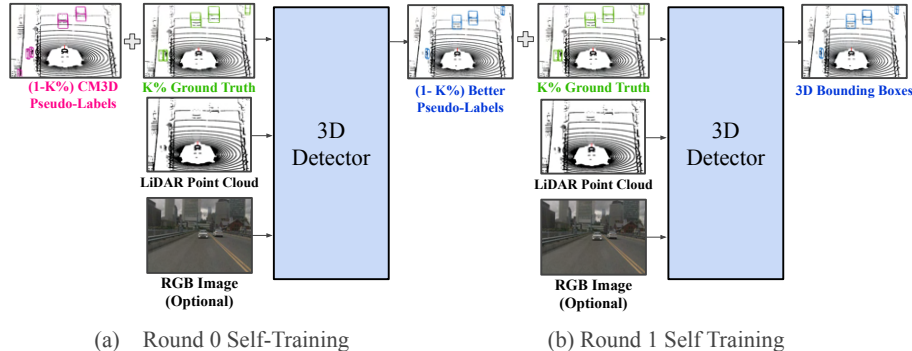 (1-K%) CM3D
Pseudo-Labels
K% Ground Truth
LiDAR Point Cloud
RGB Image
(Optional)
3D
Detector
(1- K%) Better
Pseudo-Labels
K% Ground Truth
LiDAR Point Cloud
RGB Image
(Optional)
3D
Detector
3D Bounding Boxes
(a) Round 0 Self-Training
(b) Round 1 Self Training